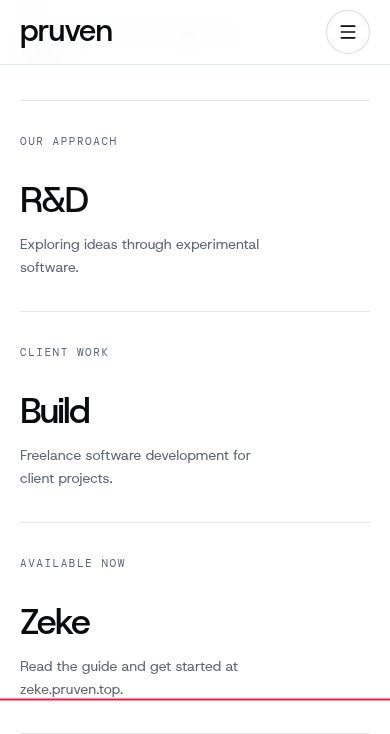 pruven
OUR APPROACH
R&D
Exploring ideas through experimental
software.
CLIENT WORK
Build
Freelance software development for
client projects.
AVAILABLE NOW
Zeke
Read the guide and get started at
zeke.pruven.top.